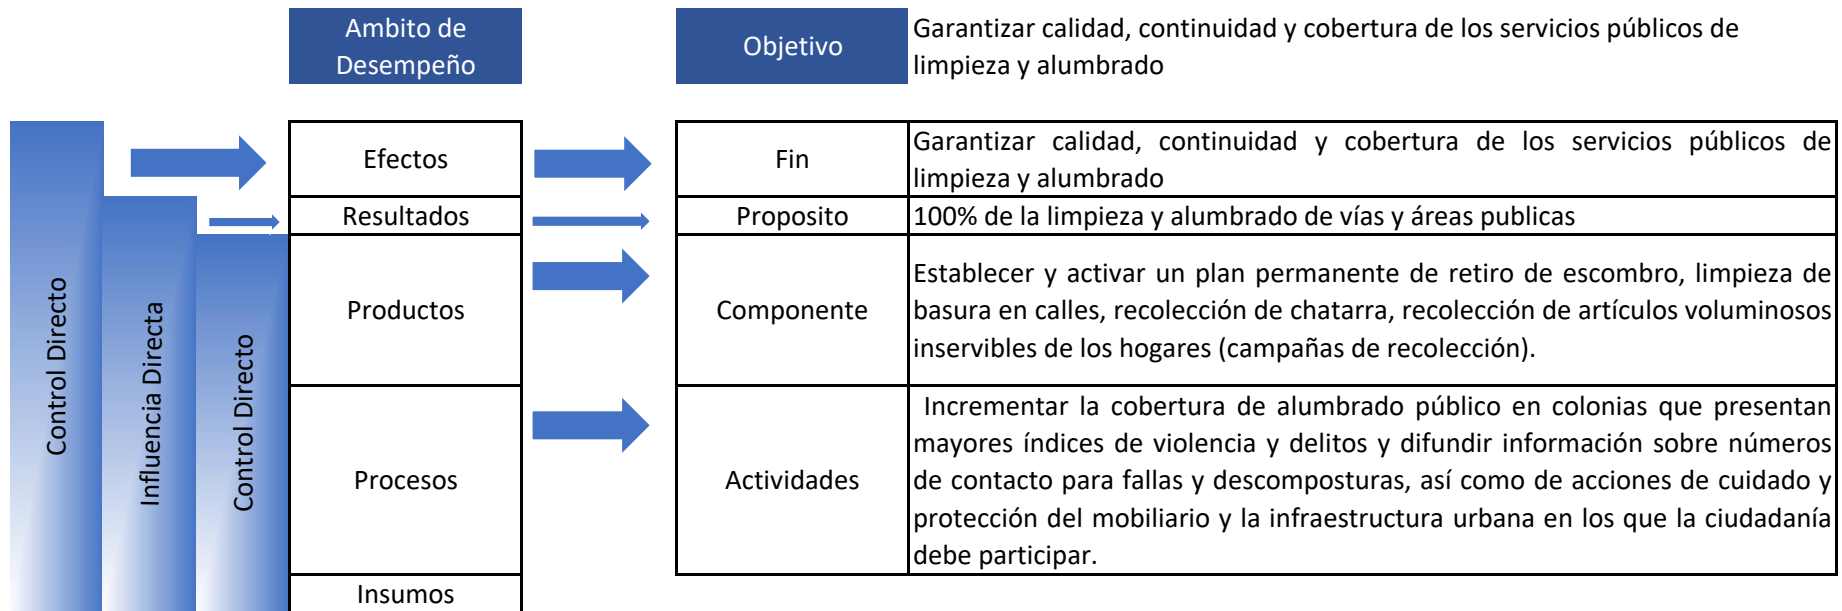 Ambito de
Desempeño
Objetivo
Garantizar calidad, continuidad y cobertura de los servicios públicos de
limpieza y alumbrado
Control Directo
Influencia Directa
Control Directo
Efectos
Fin
Garantizar calidad, continuidad y cobertura de los servicios públicos de
limpieza y alumbrado
Resultados
Proposito
100% de la limpieza y alumbrado de vías y áreas publicas
Productos
Componente
Establecer y activar un plan permanente de retiro de escombro, limpieza de
basura en calles, recolección de chatarra, recolección de artículos voluminosos
inservibles de los hogares (campañas de recolección).
Procesos
Actividades
Incrementar la cobertura de alumbrado público en colonias que presentan
mayores índices de violencia y delitos y difundir información sobre números
de contacto para fallas y descomposturas, así como de acciones de cuidado y
protección del mobiliario y la infraestructura urbana en los que la ciudadanía
debe participar.
Insumos